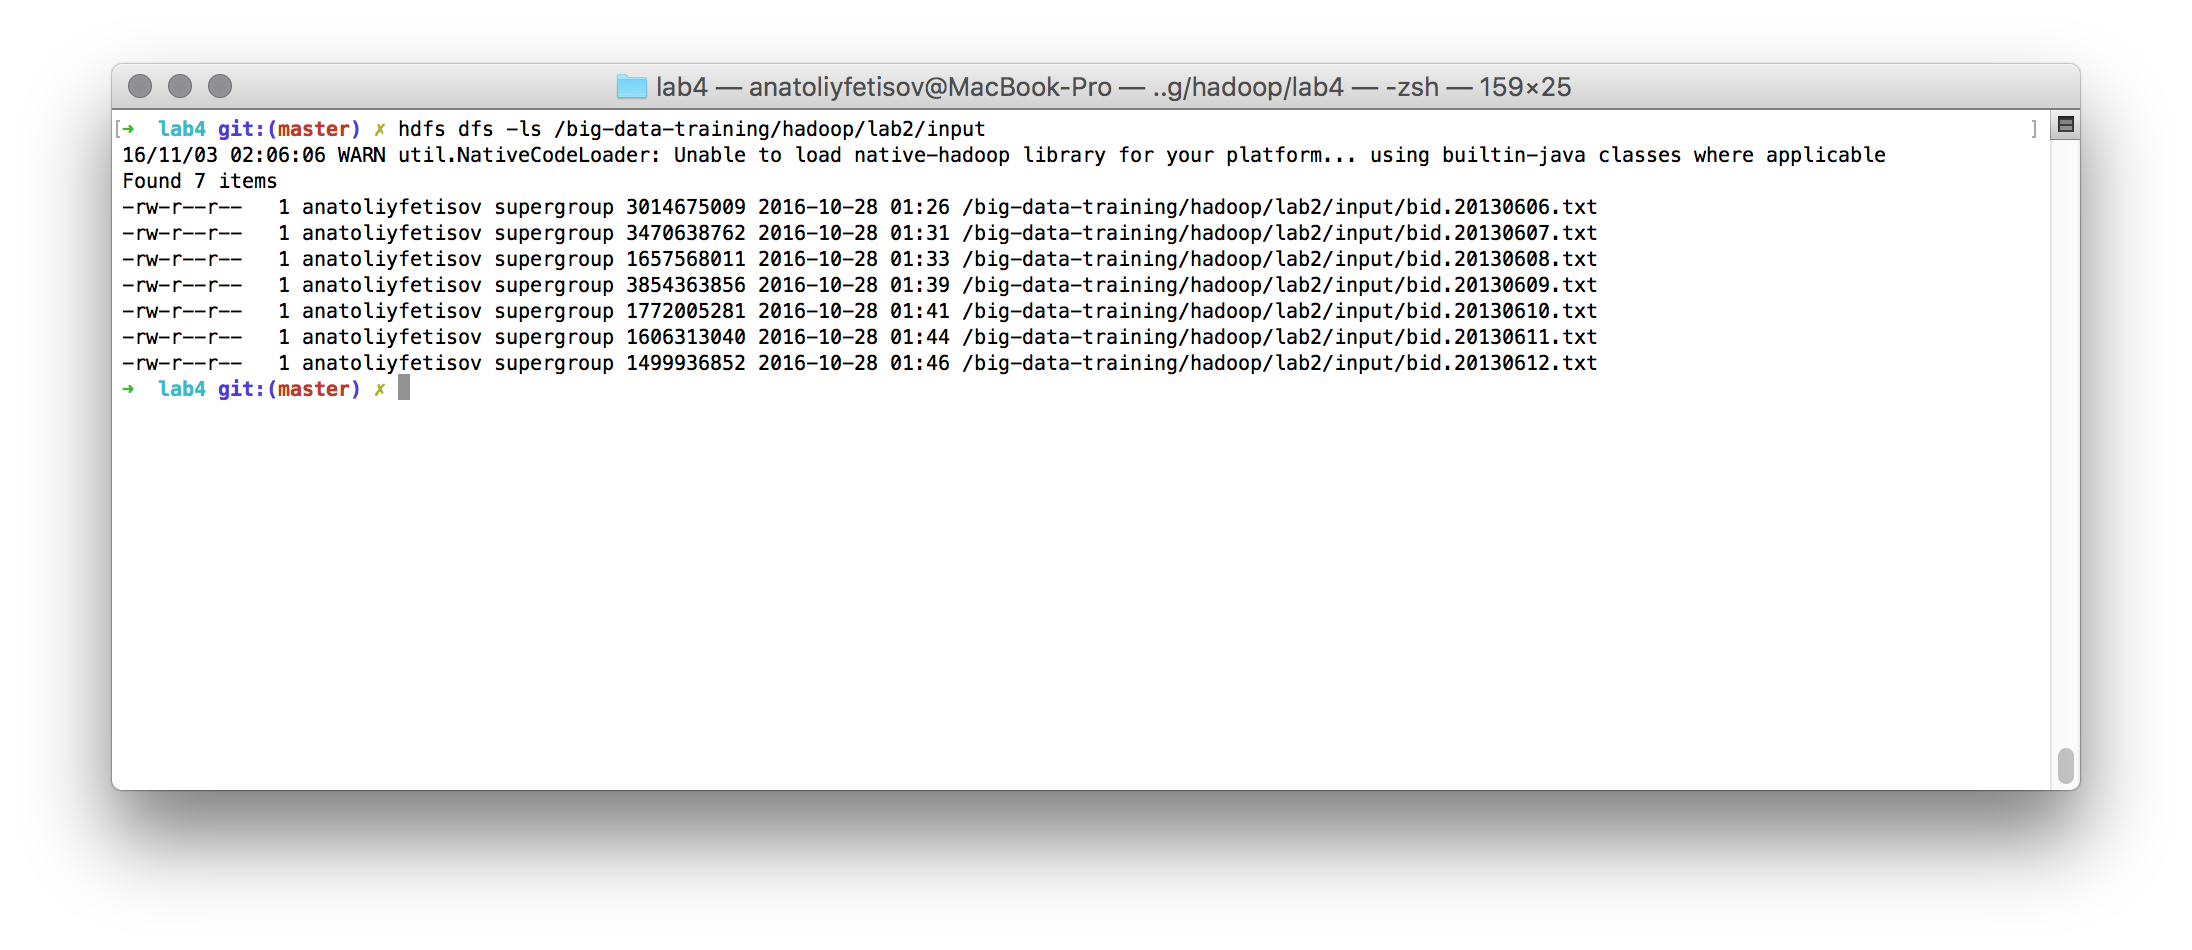 lab4 — anatoliyfetisov@MacBook-Pro — ..g/hadoop/lab4 — -zsh — 159×25
[➜  lab4 git:(master) ✗ hdfs dfs -ls /big-data-training/hadoop/lab2/input ]
16/11/03 02:06:06 WARN util.NativeCodeLoader: Unable to load native-hadoop library for your platform... using builtin-java classes where applicable
Found 7 items
-rw-r--r--   1 anatoliyfetisov supergroup 3014675009 2016-10-28 01:26 /big-data-training/hadoop/lab2/input/bid.20130606.txt
-rw-r--r--   1 anatoliyfetisov supergroup 3470638762 2016-10-28 01:31 /big-data-training/hadoop/lab2/input/bid.20130607.txt
-rw-r--r--   1 anatoliyfetisov supergroup 1657568011 2016-10-28 01:33 /big-data-training/hadoop/lab2/input/bid.20130608.txt
-rw-r--r--   1 anatoliyfetisov supergroup 3854363856 2016-10-28 01:39 /big-data-training/hadoop/lab2/input/bid.20130609.txt
-rw-r--r--   1 anatoliyfetisov supergroup 1772005281 2016-10-28 01:41 /big-data-training/hadoop/lab2/input/bid.20130610.txt
-rw-r--r--   1 anatoliyfetisov supergroup 1606313040 2016-10-28 01:44 /big-data-training/hadoop/lab2/input/bid.20130611.txt
-rw-r--r--   1 anatoliyfetisov supergroup 1499936852 2016-10-28 01:46 /big-data-training/hadoop/lab2/input/bid.20130612.txt
➜  lab4 git:(master) ✗